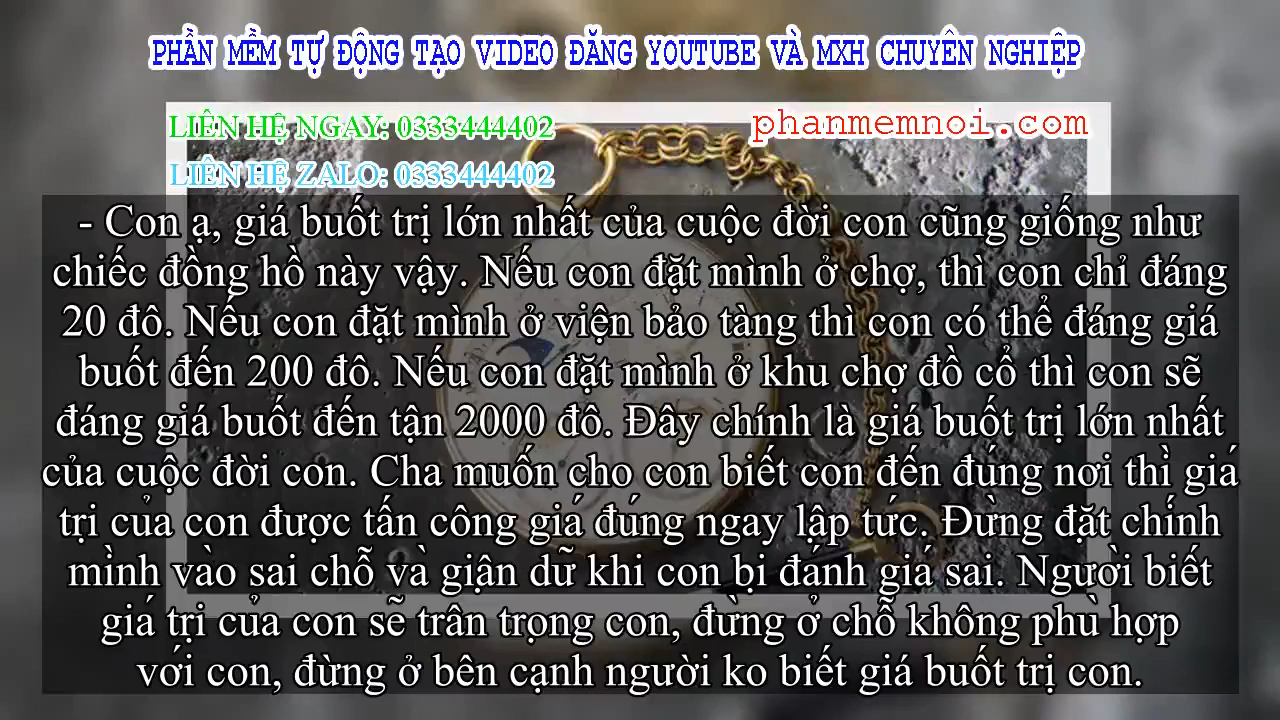 PHẦN MỀM TỰ ĐỘNG TẠO VIDEO ĐĂNG YOUTUBE VÀ MXH CHUYÊN NGHIỆP
LIÊN HỆ NGAY: 0333444402
phanmemnoi.com
LIÊN HỆ ZALO: 0333444402
- Con ạ, giá buốt trị lớn nhất của cuộc đời con cũng giống như
chiếc đồng hồ này vậy. Nếu con đặt mình ở chợ, thì con chỉ đáng
20 đô. Nếu con đặt mình ở viện bảo tàng thì con có thể đáng giá
buốt đến 200 đô. Nếu con đặt mình ở khu chợ đồ cổ thì con sẽ
đáng giá buốt đến tận 2000 đô. Đây chính là giá buốt trị lớn nhất
của cuộc đời con. Cha muốn cho con biết con đến đúng nơi thì giá
trị của con được tấn công giá đúng ngay lập tức. Đừng đặt chính
mình vào sai chỗ và giận dữ khi con bị đánh giá sai. Người biết
giá trị của con sẽ trân trọng con, đừng ở chỗ không phù hợp
với con, đừng ở bên cạnh người ko biết giá buốt trị con.